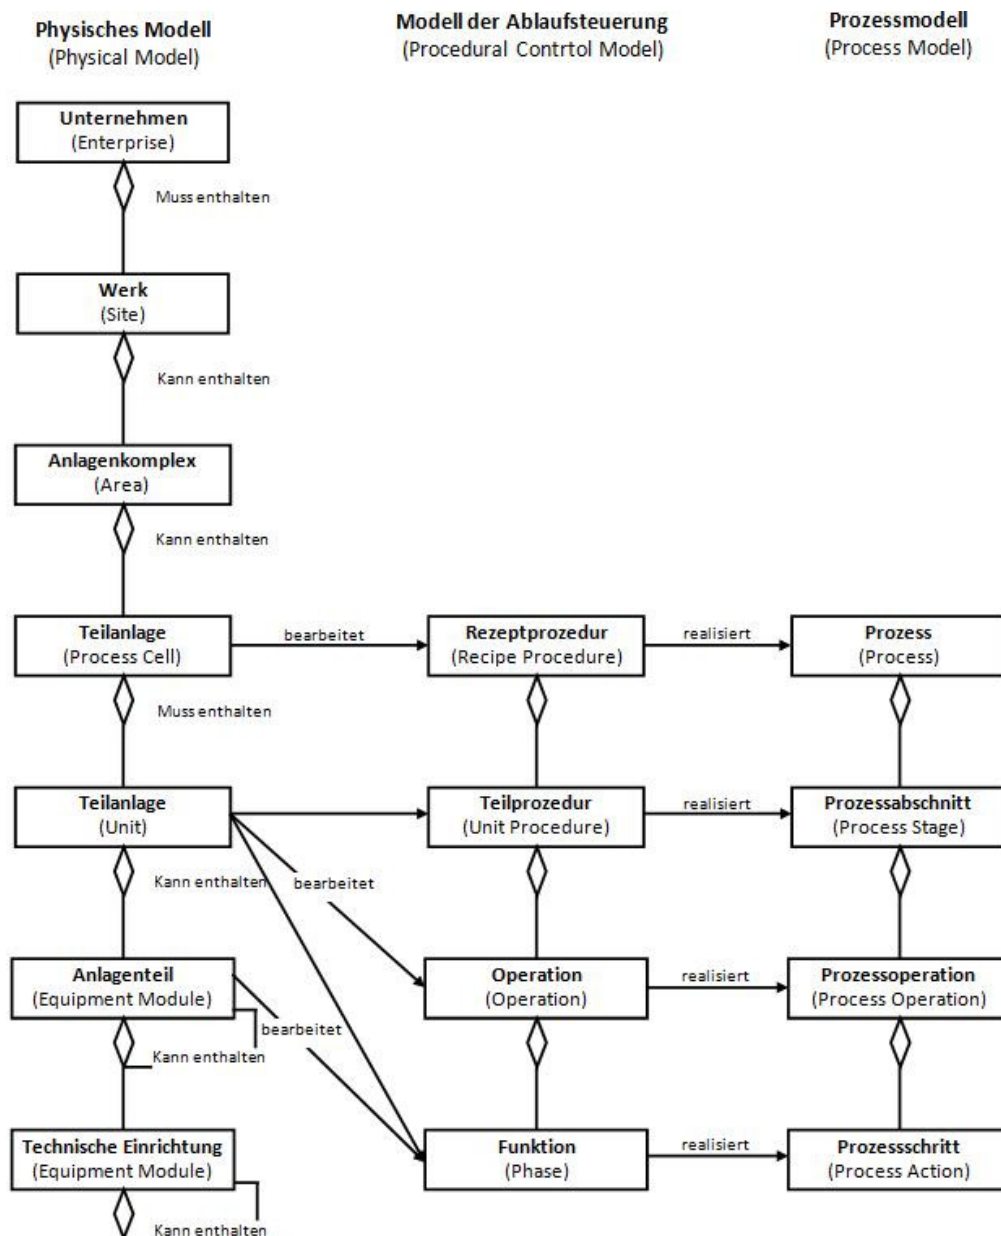 Physisches Modell
(Physical Model)
Modell der Ablaufsteuerung
(Procedural Contrtol Model)
Prozessmodell
(Process Model)
Unternehmen
(Enterprise)
Muss enthalten
Werk
(Site)
Kann enthalten
Anlagenkomplex
(Area)
Kann enthalten
Teilanlage
(Process Cell)
bearbeitet
Rezeptprozedur
(Recipe Procedure)
realisiert
Prozess
(Process)
Muss enthalten
Teilanlage
(Unit)
Teilprozedur
(Unit Procedure)
realisiert
Prozessabschnitt
(Process Stage)
Kann enthalten
bearbeitet
Anlagenteil
(Equipment Module)
Operation
(Operation)
realisiert
Prozessoperation
(Process Operation)
bearbeitet
Kann enthalten
Technische Einrichtung
(Equipment Module)
Funktion
(Phase)
realisiert
Prozessschritt
(Process Action)
Kann enthalten